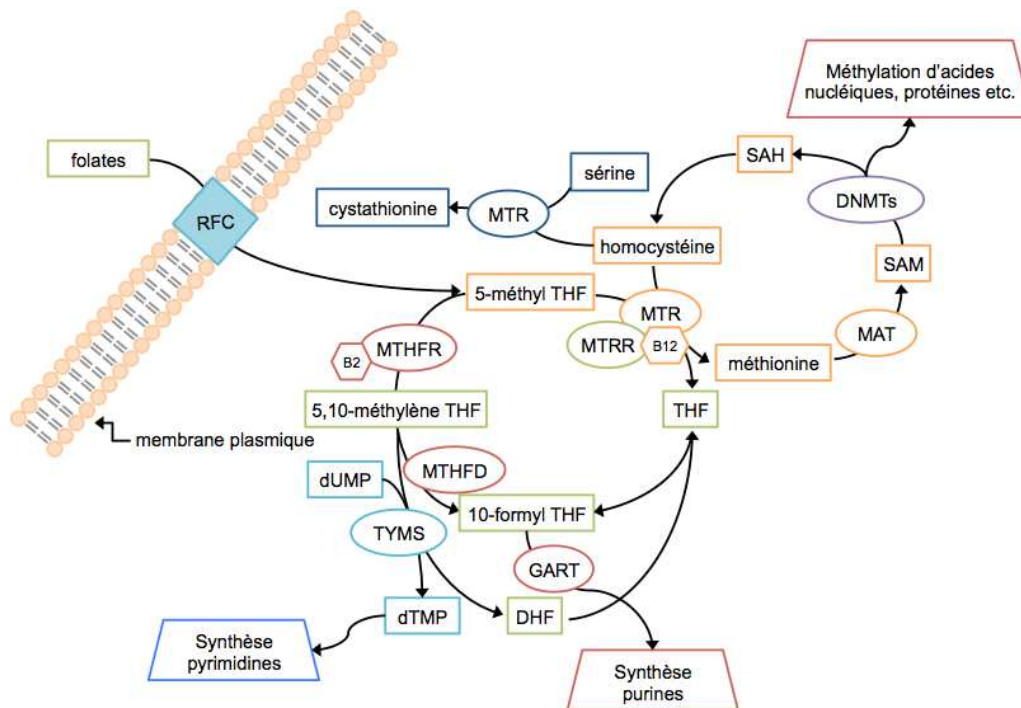 Méthylation d'acides
nucléiques, protéines etc.
folates
SAH
sérine
DNMTs
cystathionine
MTR
RFC
homocystéine
SAM
5-méthyl THF
MTR
MAT
MTHFR
B2
MTRR
B12
méthionine
5,10-méthylène THF
THF
membrane plasmique
dUMP
MTHFD
10-formyl THF
TYMS
GART
dTMP
DHF
Synthèse
pyrimidines
Synthèse
purines